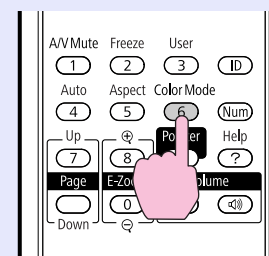 A/V Mute Freeze User
1 2 3 ID
Auto Aspect Color Mode
4 5 6 Num
Up Help
7 8 ?
Page
0
Down